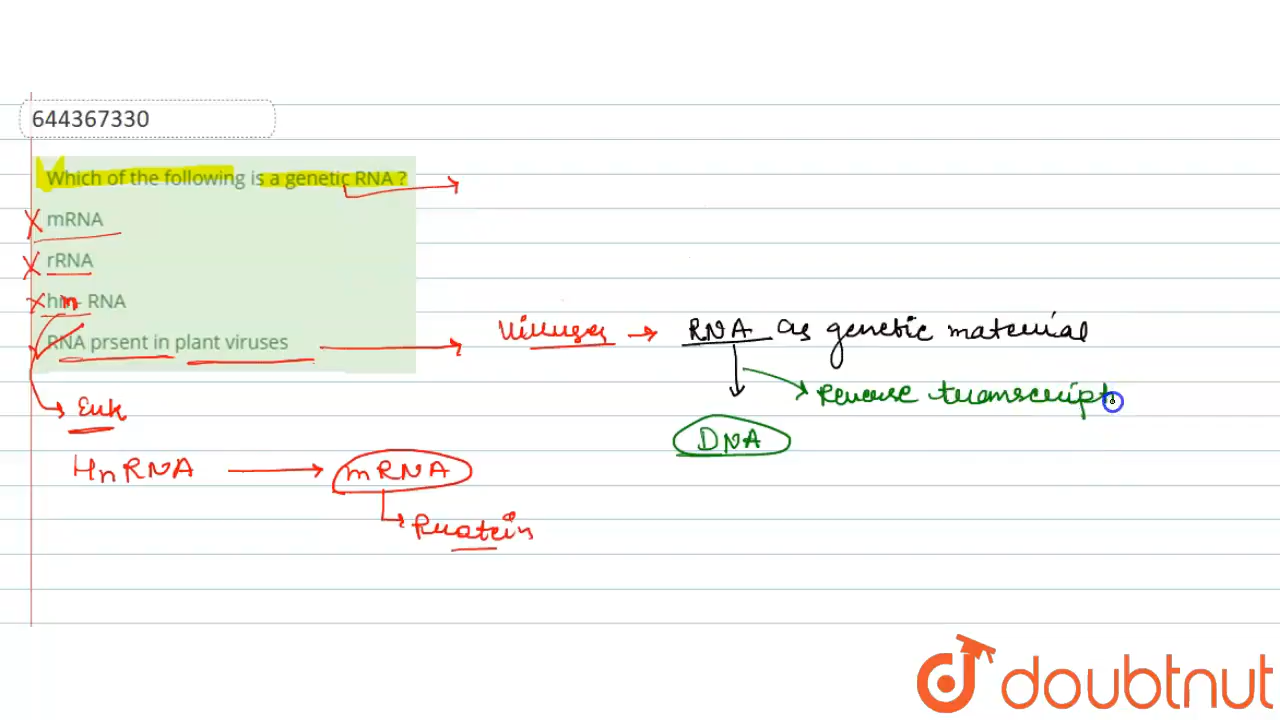 644367330
Which of the following is a genetic RNA ?
mRNA
rRNA
hn- RNA
RNA prsent in plant viruses
Viruses → RNA as genetic material
Reverse transcript
Euk
DNA
HnRNA → mRNA
Protein
doubtnut